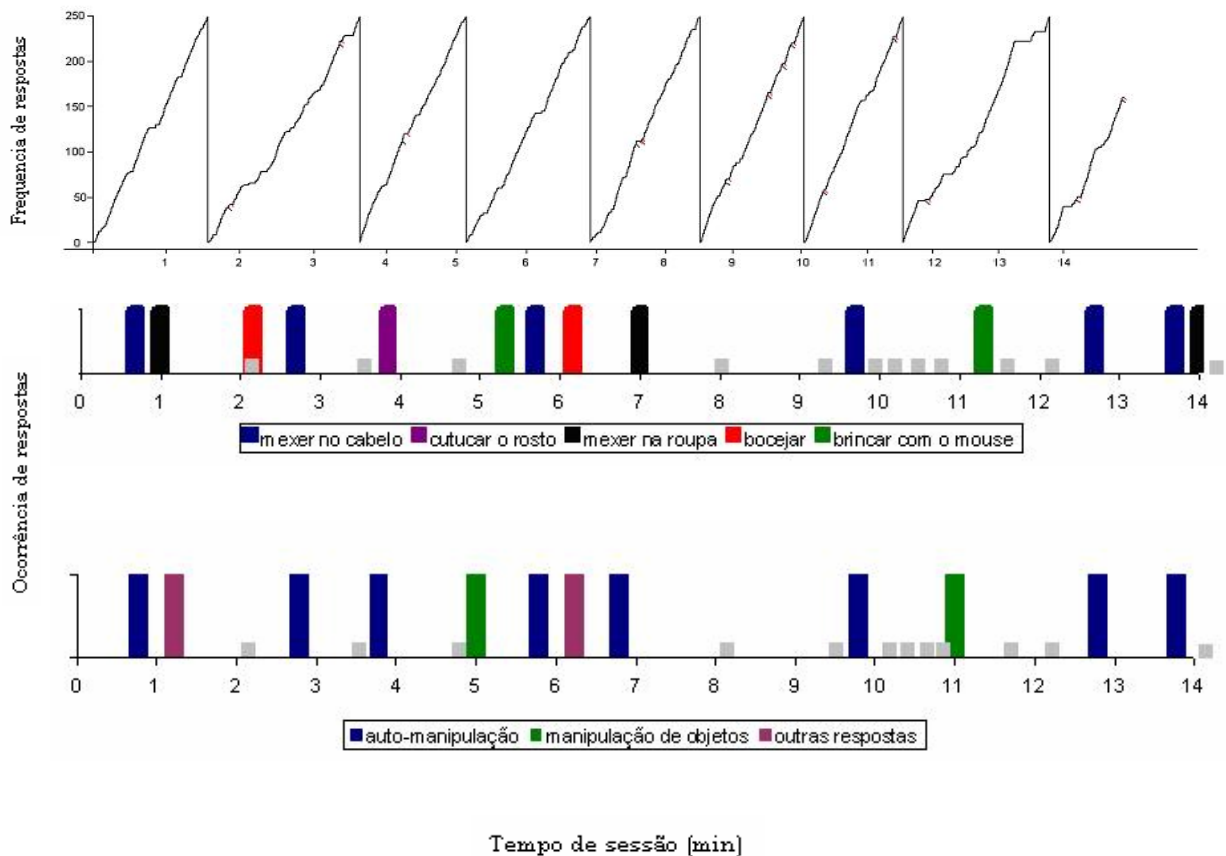 Frequencia de respostas
250
200
150
100
50
0
1 2 3 4 5 6 7 8 9 10 11 12 13 14
Ocorrência de respostas
0 1 2 3 4 5 6 7 8 9 10 11 12 13 14
mexer no cabelo cutucar o rosto mexer na roupa bocejar brincar com o mouse
0 1 2 3 4 5 6 7 8 9 10 11 12 13 14
auto-manipulação manipulação de objetos outras respostas
Tempo de sessão (min)